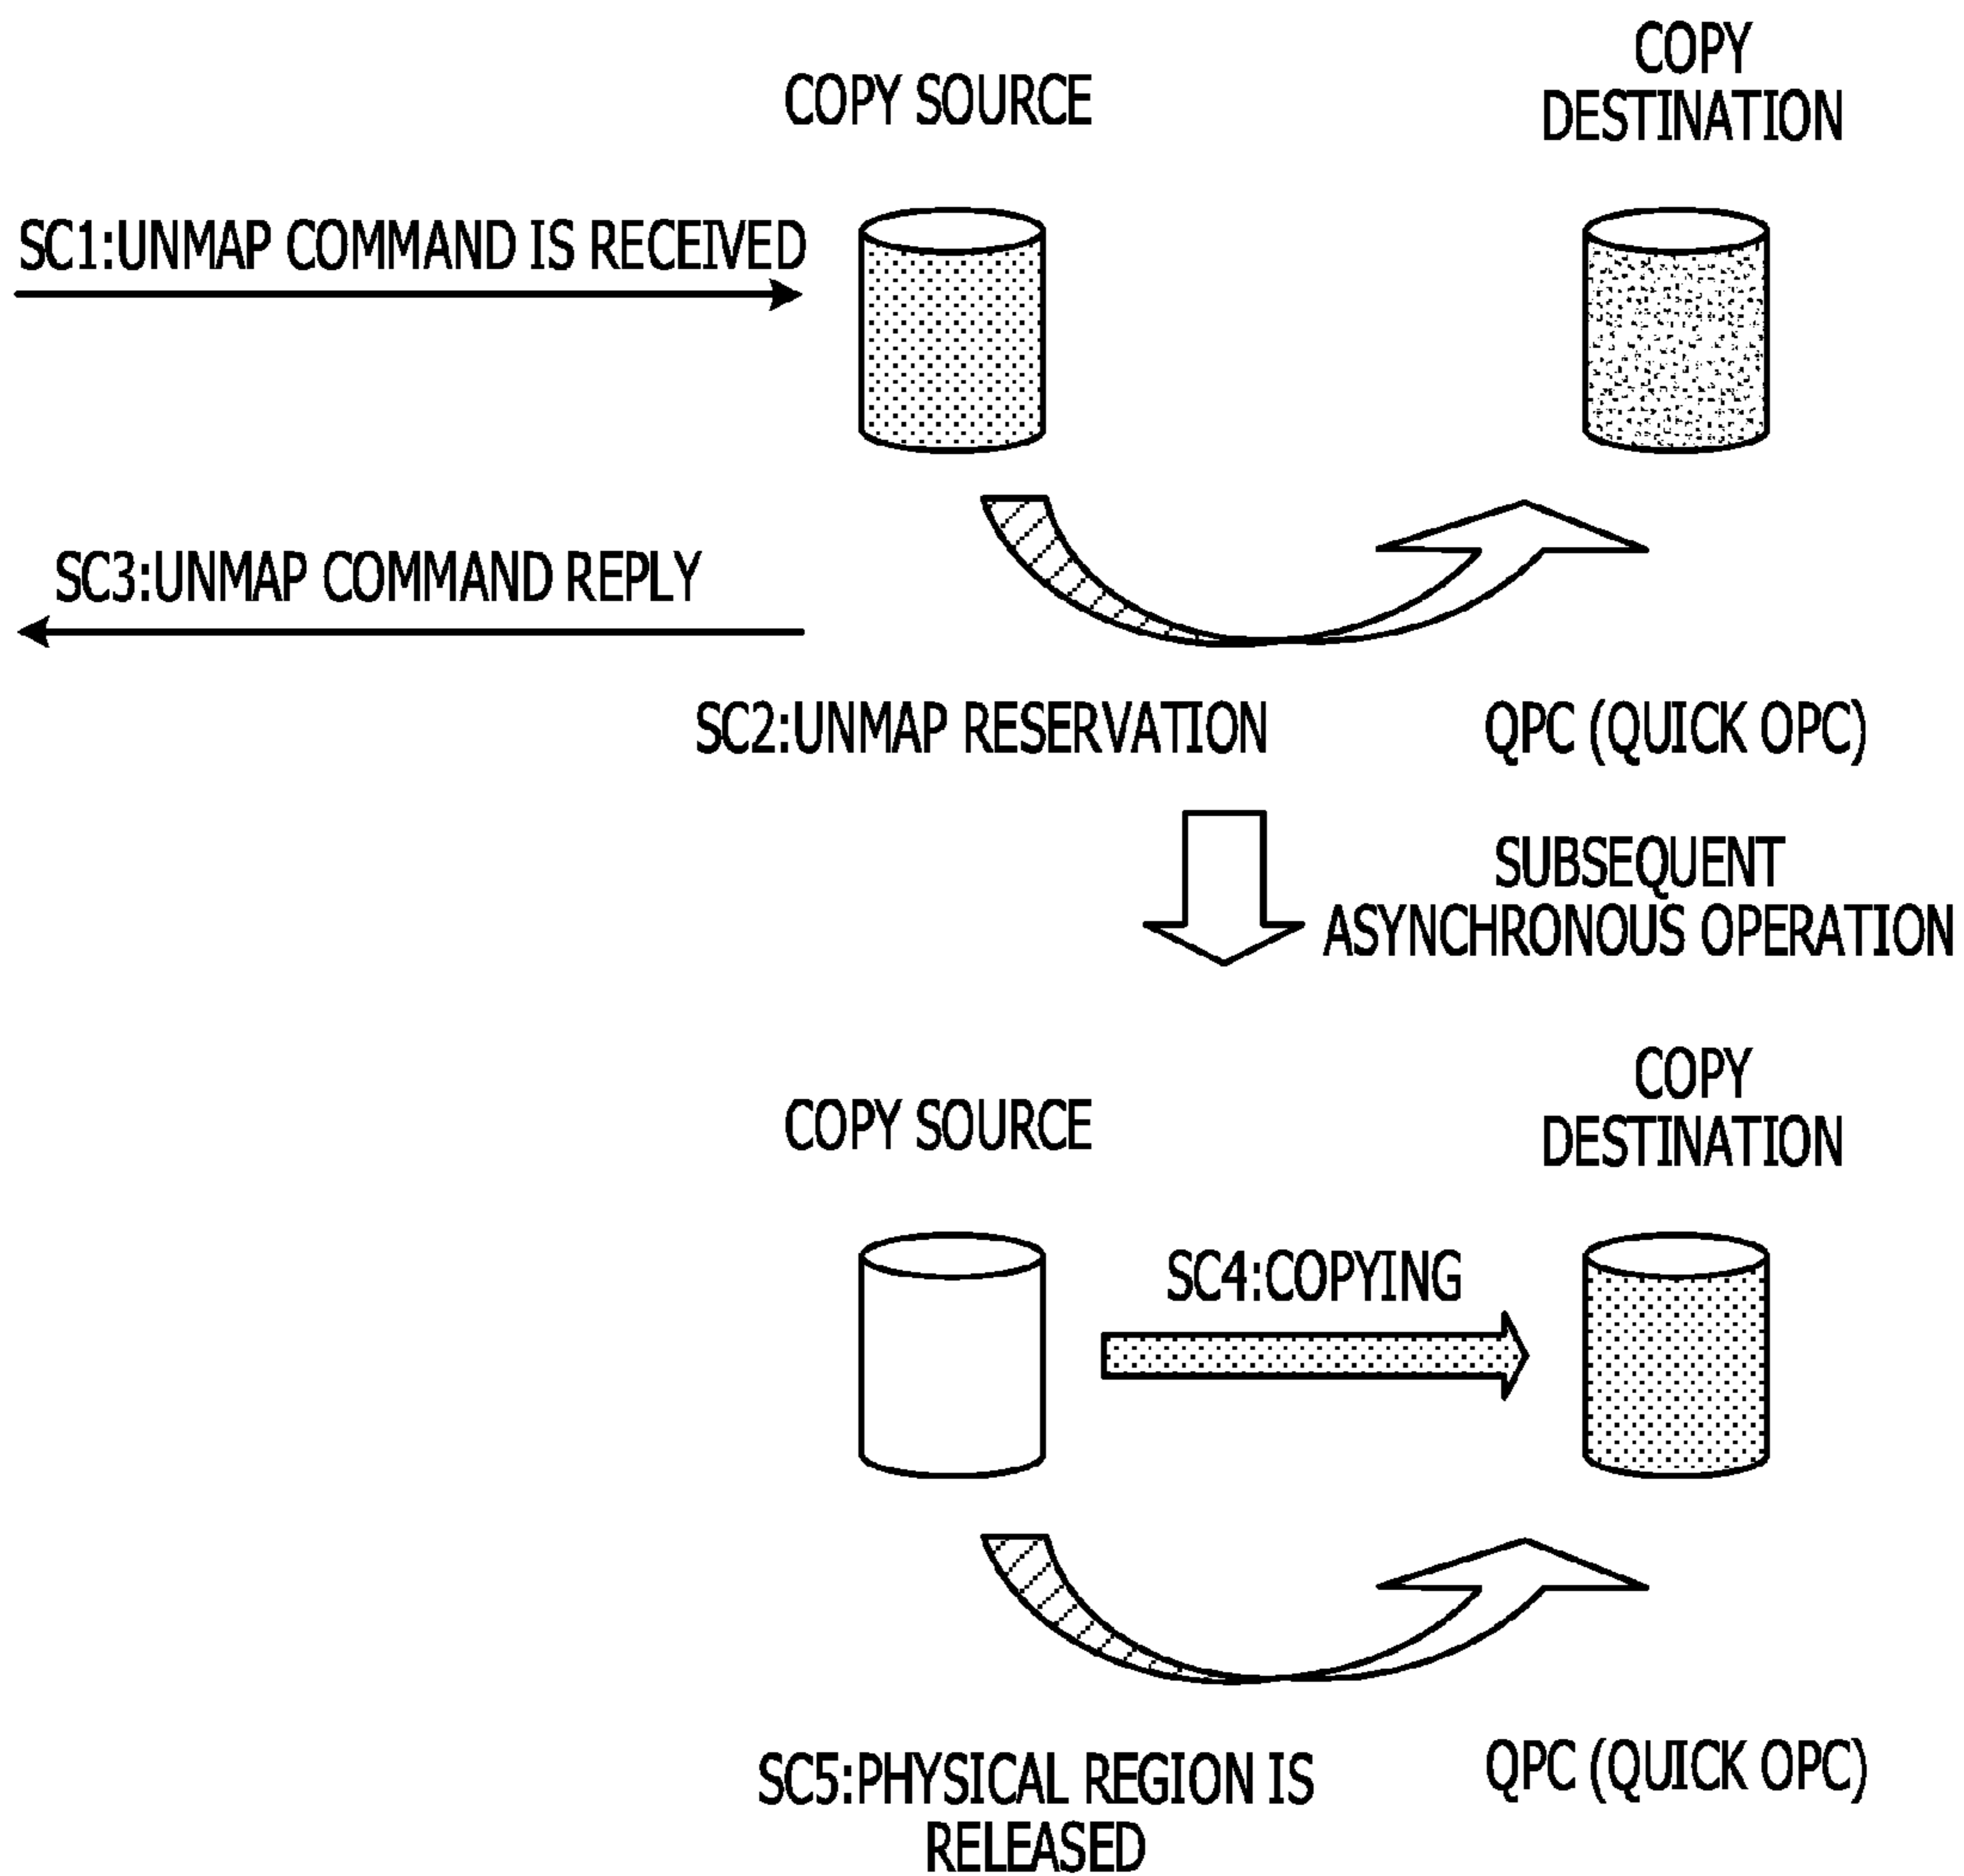 COPY SOURCE
COPY
DESTINATION
SC1:UNMAP COMMAND IS RECEIVED
SC3:UNMAP COMMAND REPLY
SC2:UNMAP RESERVATION
QPC (QUICK OPC)
SUBSEQUENT
ASYNCHRONOUS OPERATION
COPY SOURCE
COPY
DESTINATION
SC4:COPYING
SC5:PHYSICAL REGION IS
RELEASED
QPC (QUICK OPC)